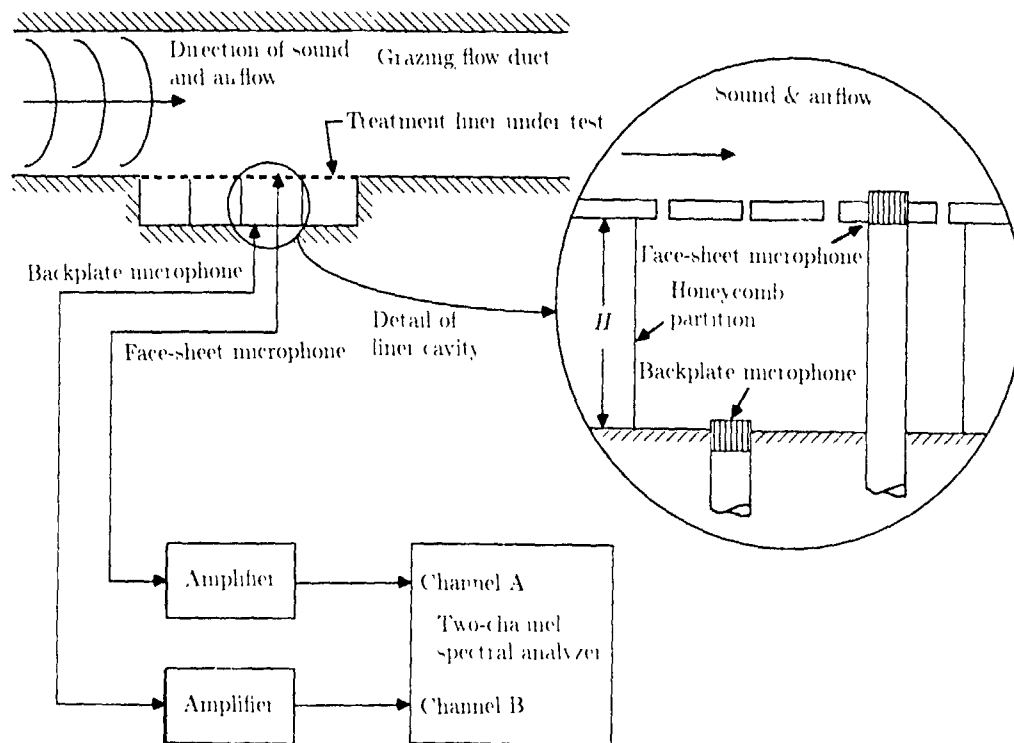 Direction of sound
and airflow
Grazing flow duct
Treatment liner under test
Sound & airflow
Backplate microphone
Face-sheet microphone
Detail of
liner cavity
Face-sheet microphone
Honeycomb
partition
H
Backplate microphone
Amplifier
Channel A
Two-channel
spectral analyzer
Amplifier
Channel B